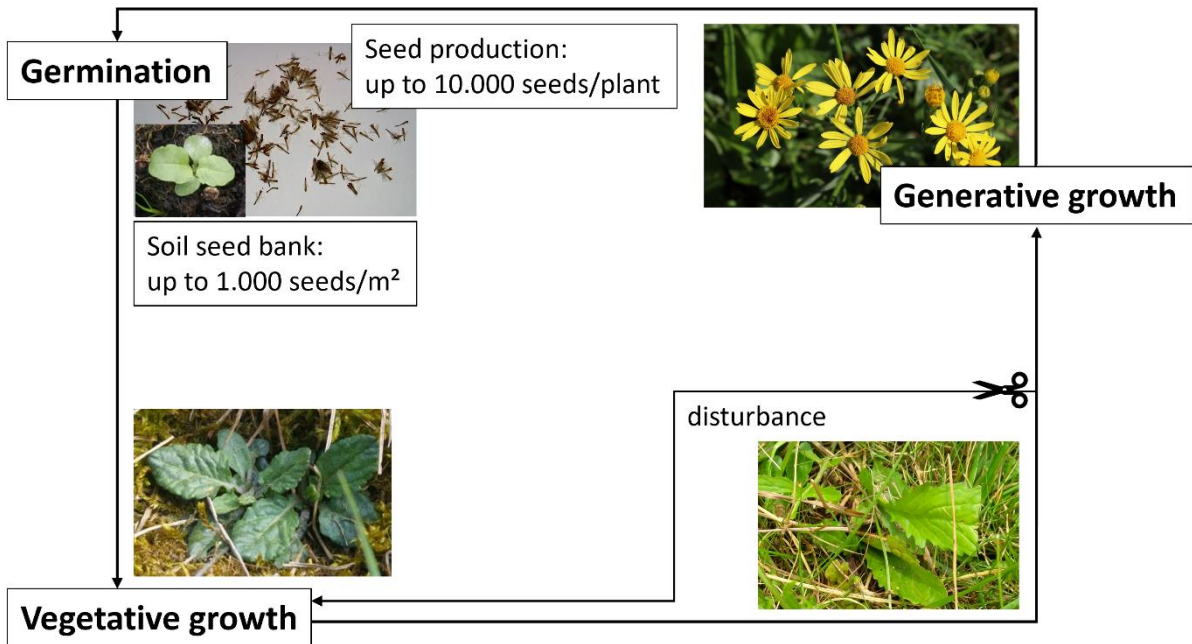 Germination
Seed production:
up to 10.000 seeds/plant
Generative growth
Soil seed bank:
up to 1.000 seeds/m²
disturbance
Vegetative growth